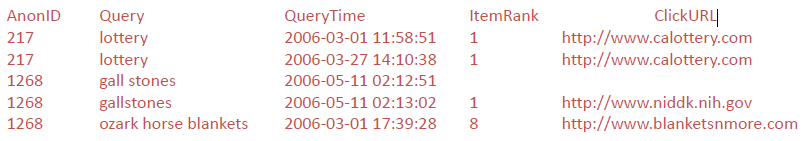 AnonID Query QueryTime ItemRank ClickURL
217 lottery 2006-03-01 11:58:51 1 http://www.calottery.com
217 lottery 2006-03-27 14:10:38 1 http://www.calottery.com
1268 gall stones 2006-05-11 02:12:51
1268 gallstones 2006-05-11 02:13:02 1 http://www.niddk.nih.gov
1268 ozark horse blankets 2006-03-01 17:39:28 8 http://www.blanketsnmore.com